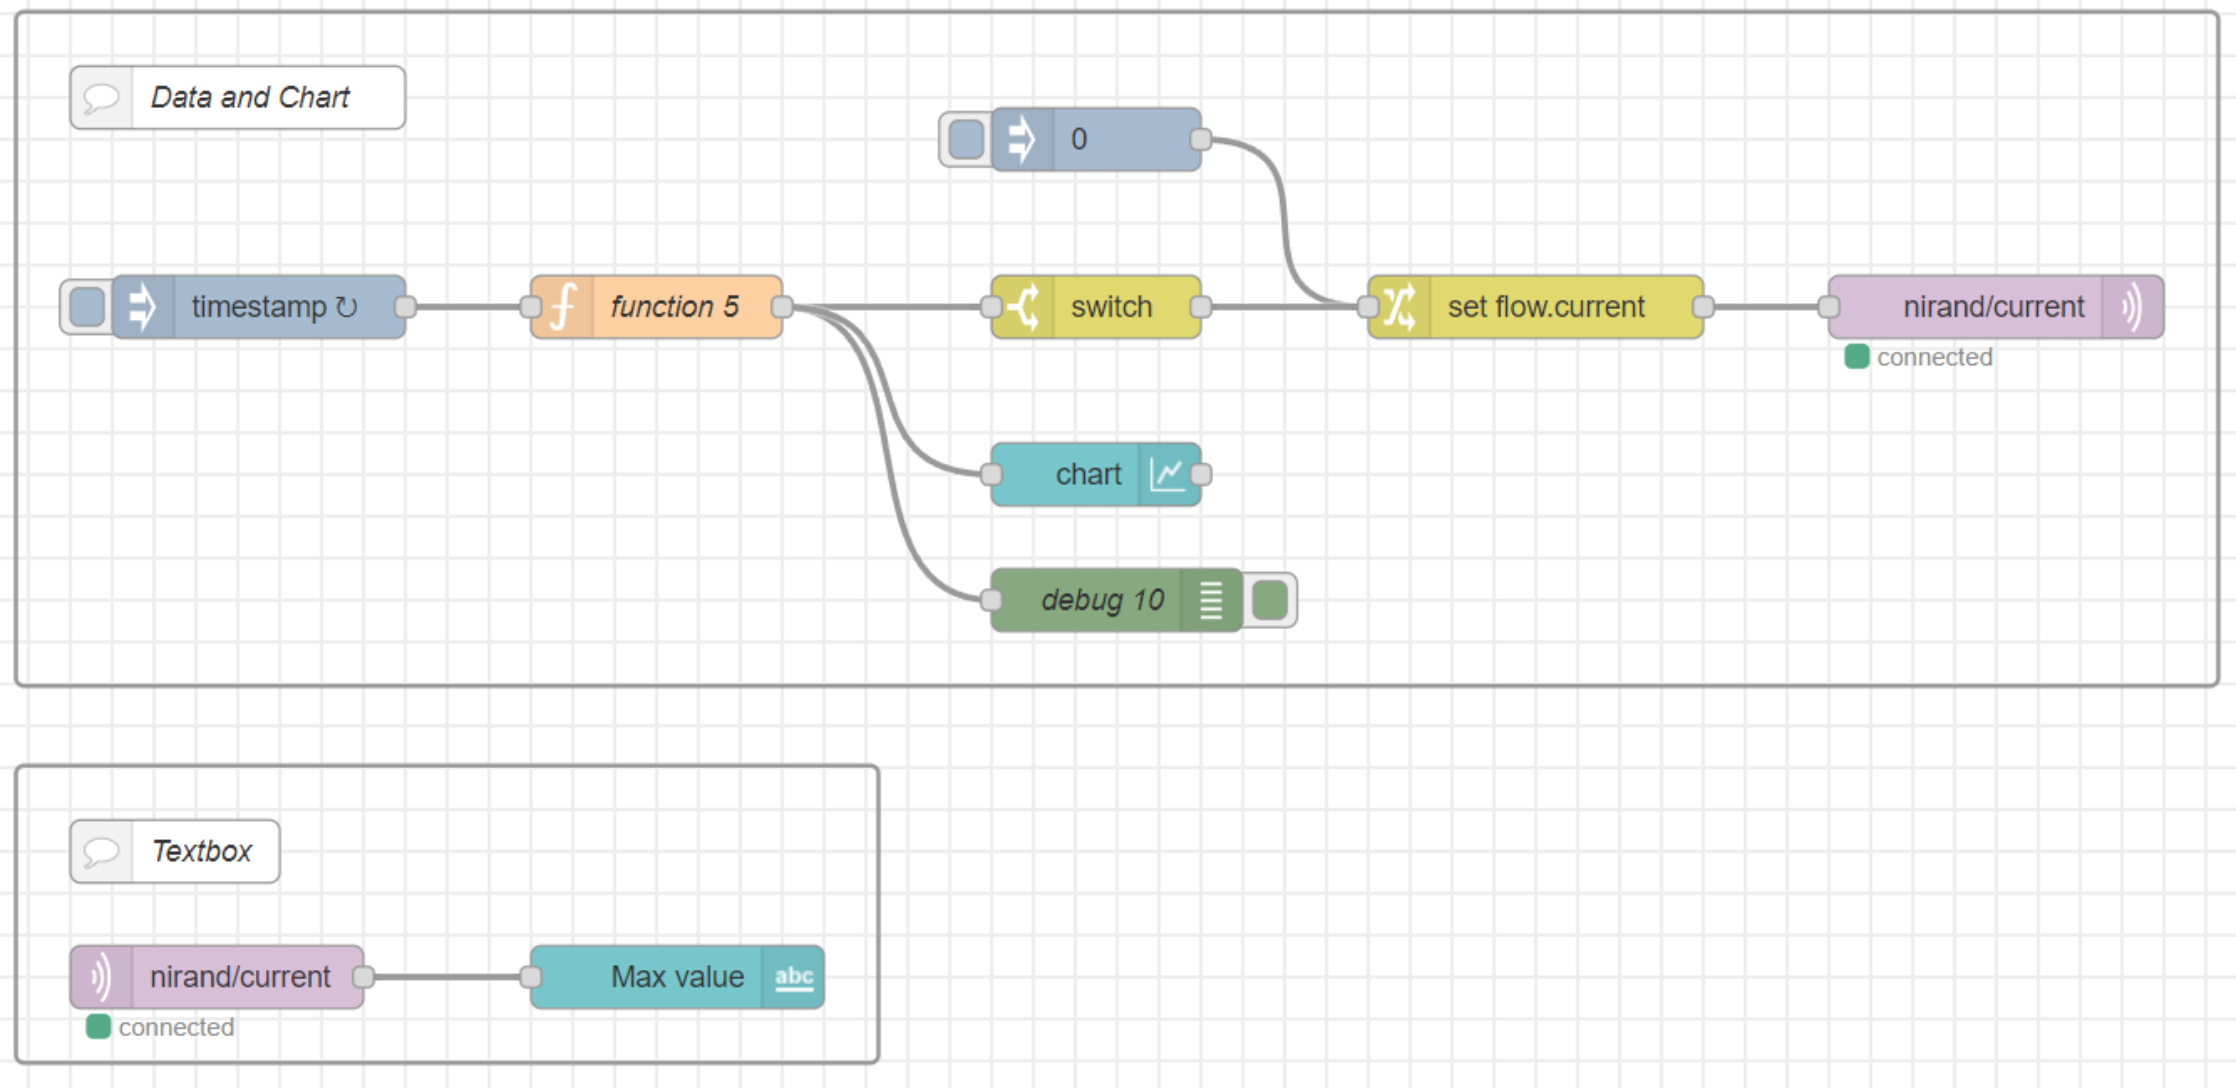 Data and Chart
0
timestamp ↻
function 5
switch
set flow.current
nirand/current
connected
chart
debug 10
Textbox
nirand/current
Max value
abc
connected